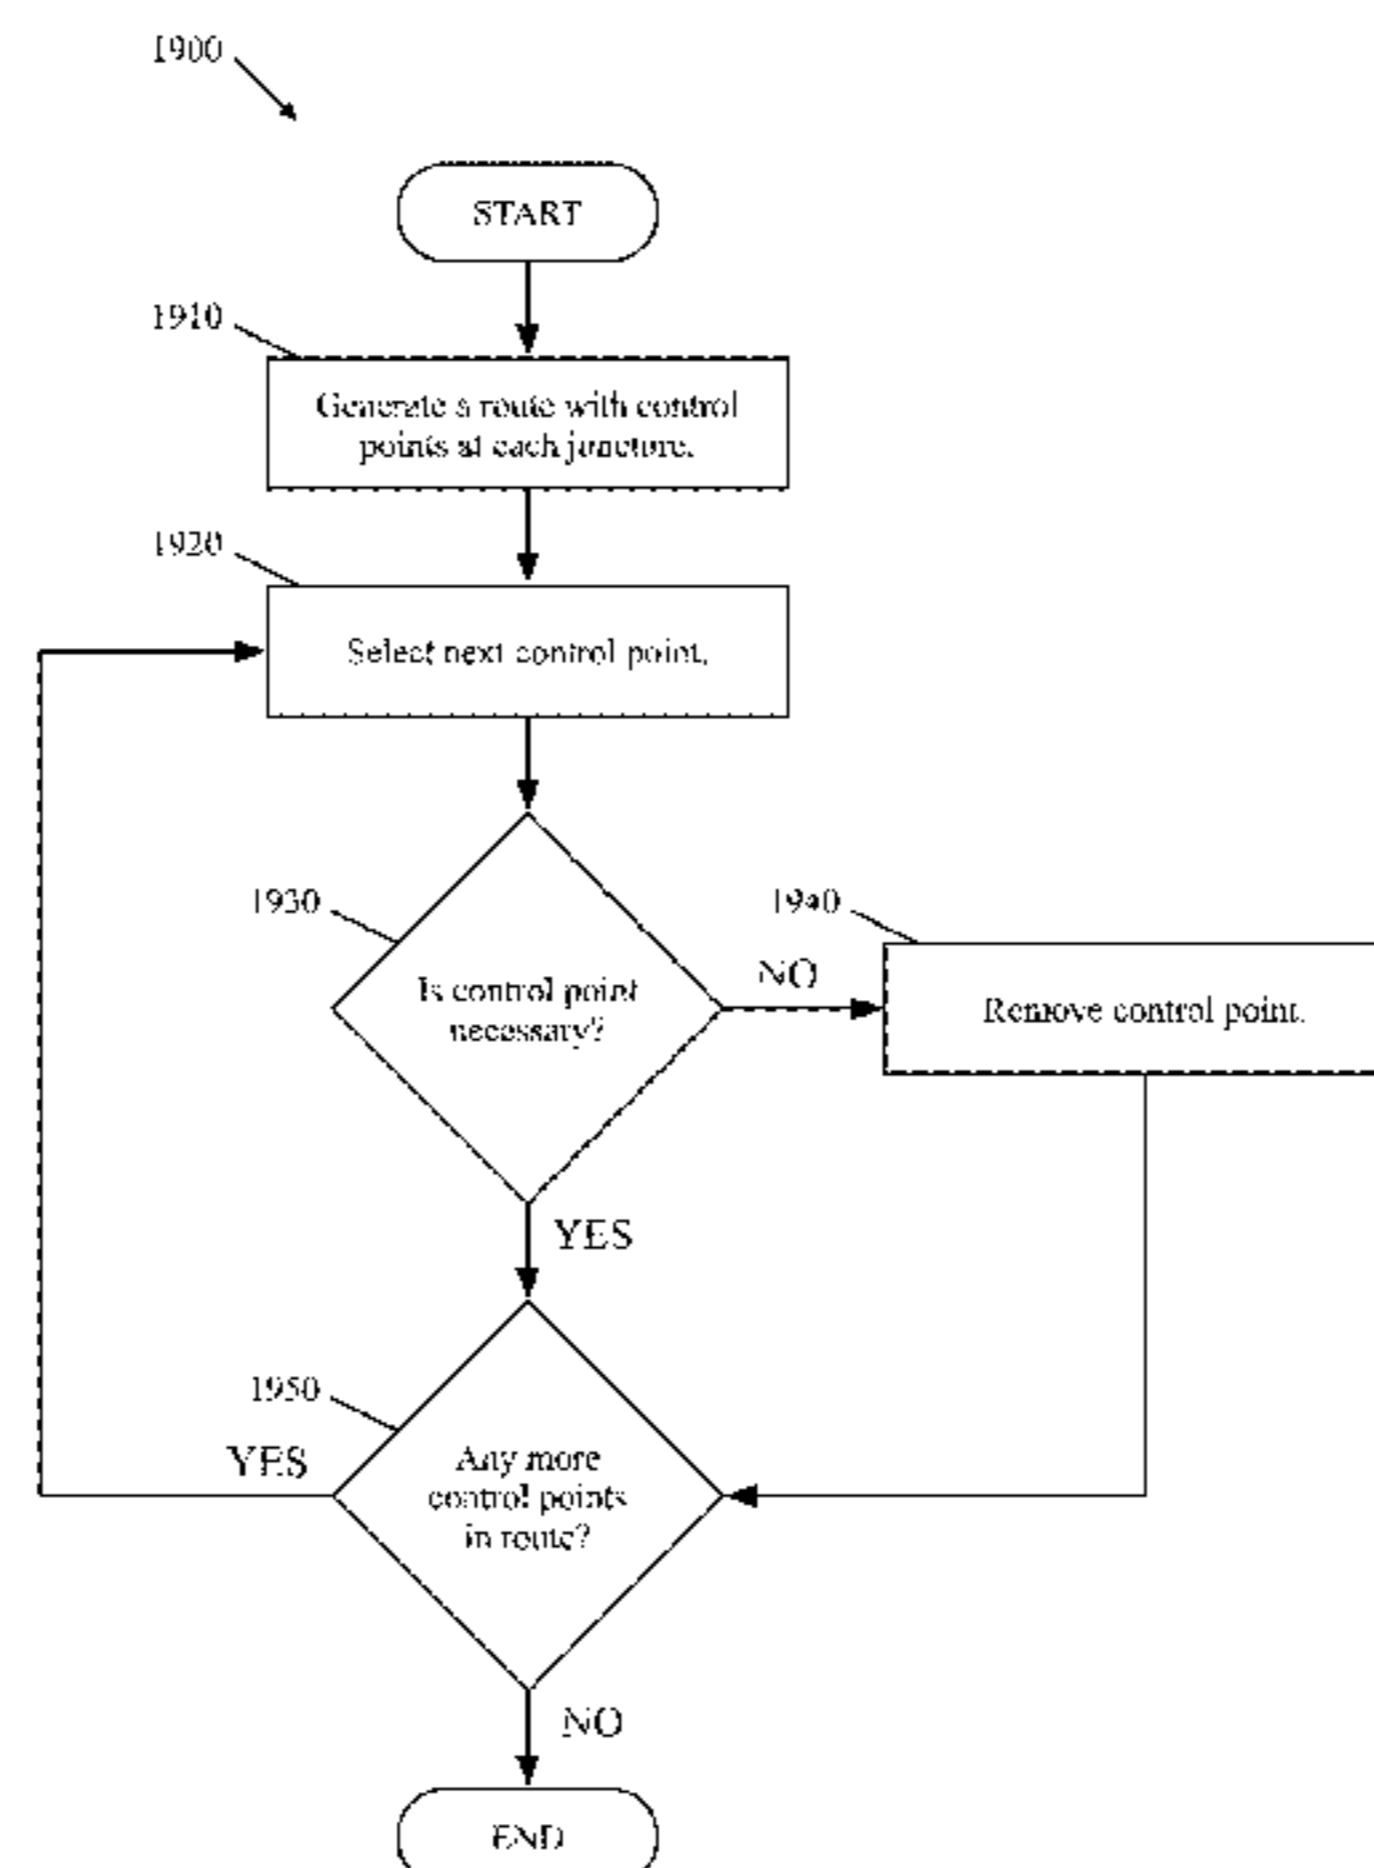 1900
START
1910
Generate a route with control
points at each juncture.
1920
Select next control point.
1930
Is control point
necessary?
NO
1940
Remove control point.
YES
1950
YES
Any more
control points
in route?
NO
END